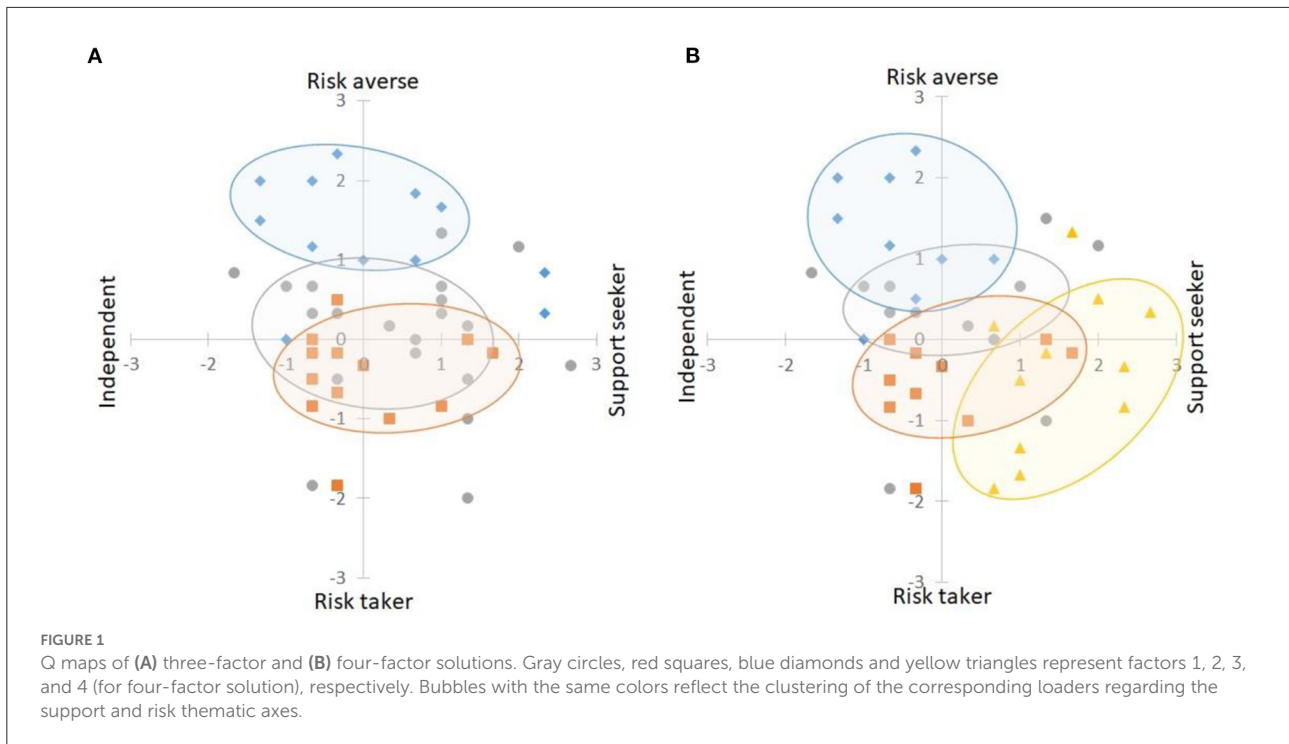 A
B
Risk averse
Risk averse
3
3
2
2
1
1
Independent
-3
-2
-1
0
0
1
2
3
Support seeker
Independent
-3
-2
-1
0
0
1
2
3
Support seeker
-1
-1
-2
-2
-3
-3
Risk taker
Risk taker
FIGURE 1
Q maps of (A) three-factor and (B) four-factor solutions. Gray circles, red squares, blue diamonds and yellow triangles represent factors 1, 2, 3,
and 4 (for four-factor solution), respectively. Bubbles with the same colors reflect the clustering of the corresponding loaders regarding the
support and risk thematic axes.